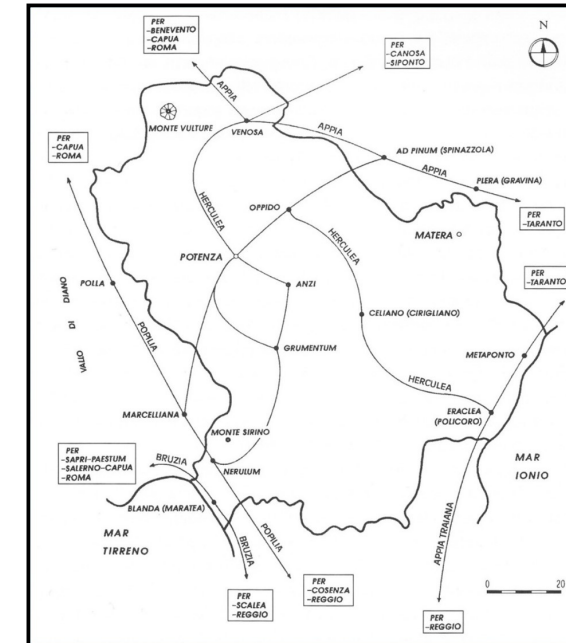 PER
-BENEVENTO
-CAPUA
-ROMA
N
PER
-CANOSA
-SIPONTO
APPIA
MONTE VULTURE
VENOSA
APPIA
PER
-CAPUA
-ROMA
AD PINUM (SPINAZZOLA)
APPIA
PLERA (GRAVINA)
HERCULEA
OPPIDO
PER
-TARANTO
HERCULEA
MATERA
POTENZA
PER
-TARANTO
POLLA
ANZI
VALLO DI DIANO
CELIANO (CIRIGLIANO)
POPILIA
GRUMENTUM
METAPONTO
HERCULEA
MARCELLIANA
ERACLEA
(POLICORO)
MONTE SIRINO
PER
-SAPRI-PAESTUM
-SALERNO-CAPUA
-ROMA
BRUZIA
NERULUM
MAR
IONIO
BLANDA (MARATEA)
POPILIA
APPIA TRAIANA
MAR
TIRRENO
BRUZIA
0 20
PER
-SCALEA
-REGGIO
PER
-COSENZA
-REGGIO
PER
-REGGIO